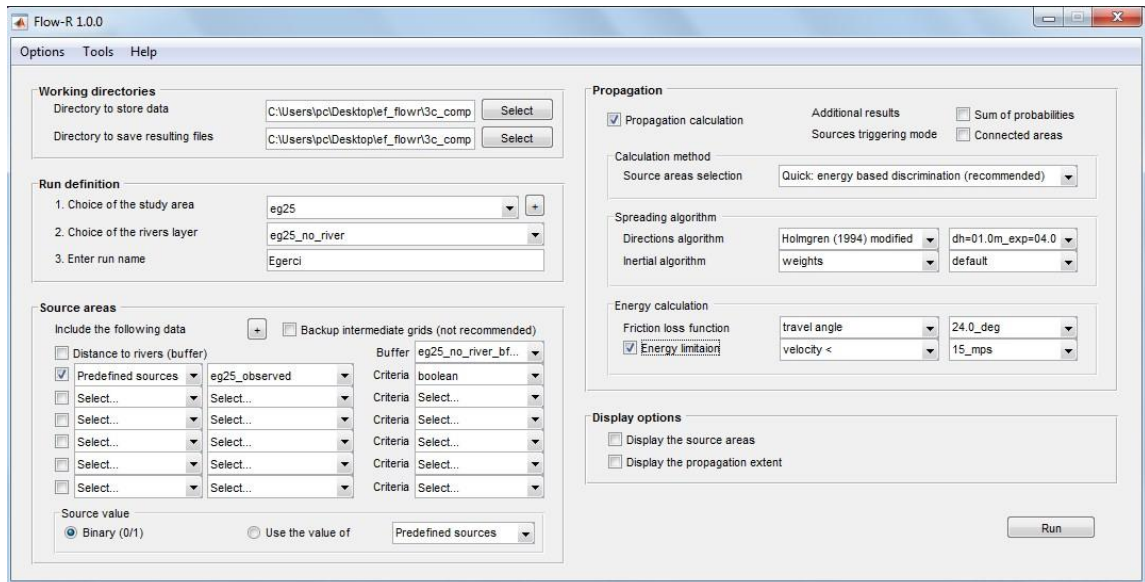 Flow-R 1.0.0
Options Tools Help
Working directories
Directory to store data C:\Users\pc\Desktop\ef_flowr\3c_comp Select
Directory to save resulting files C:\Users\pc\Desktop\ef_flowr\3c_comp Select
Run definition
1. Choice of the study area eg25 +
2. Choice of the rivers layer eg25_no_river
3. Enter run name Egerci
Source areas
Include the following data + Backup intermediate grids (not recommended)
Distance to rivers (buffer) Buffer eg25_no_river_bf...
Predefined sources eg25_observed Criteria boolean
Select... Select... Criteria Select...
Select... Select... Criteria Select...
Select... Select... Criteria Select...
Select... Select... Criteria Select...
Select... Select... Criteria Select...
Source value
Binary (0/1) Use the value of Predefined sources
Propagation
Propagation calculation Additional results Sum of probabilities
Sources triggering mode Connected areas
Calculation method
Source areas selection Quick: energy based discrimination (recommended)
Spreading algorithm
Directions algorithm Holmgren (1994) modified dh=01.0m_exp=04.0
Inertial algorithm weights default
Energy calculation
Friction loss function travel angle 24.0_deg
Energy limitaion velocity < 15_mps
Display options
Display the source areas
Display the propagation extent
Run